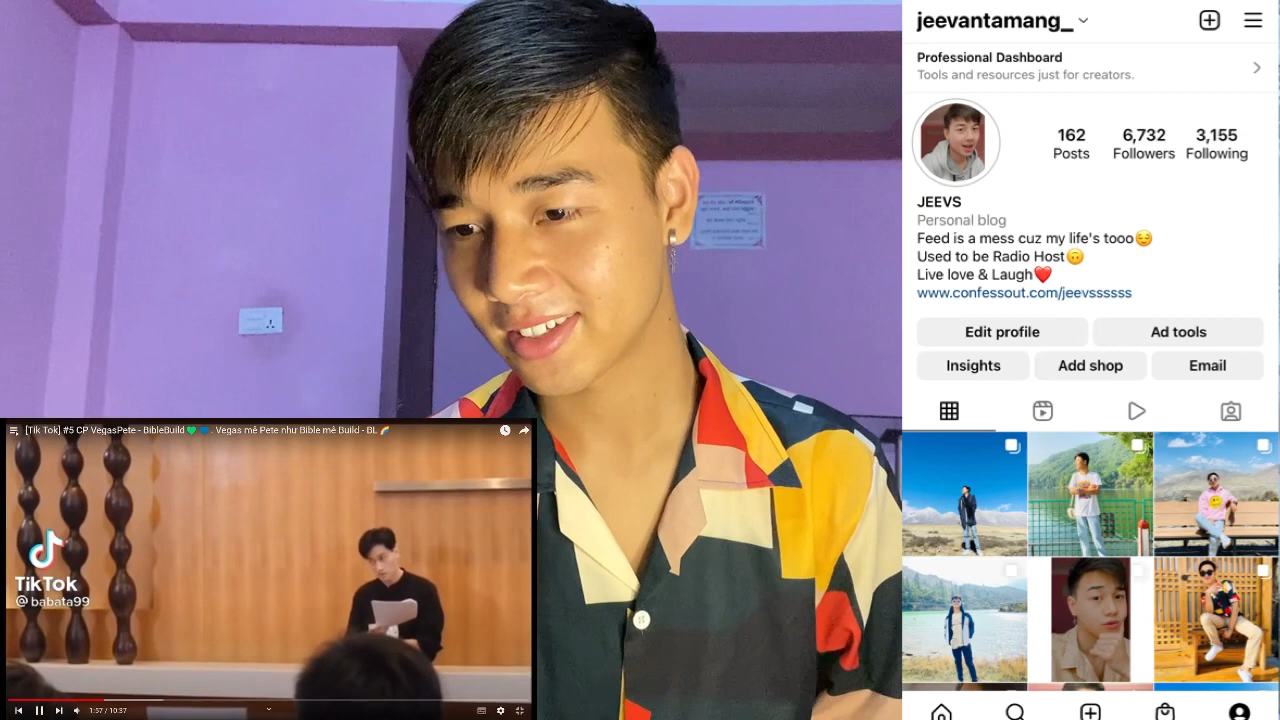 jeevantamang_
Professional Dashboard
Tools and resources just for creators.
162 6,732 3,155
Posts Followers Following
JEEVS
Personal blog
Feed is a mess cuz my life's tooo😌
Used to be Radio Host🙃
Live love & Laugh❤️
www.confessout.com/jeevssssss
Edit profile Ad tools
Insights Add shop Email
[Tik Tok] #5 CP VegasPete - BibleBuild 💚💙. Vegas mê Pete như Bible mê Build - BL 🌈
TikTok
@babata99
1:57 / 10:37